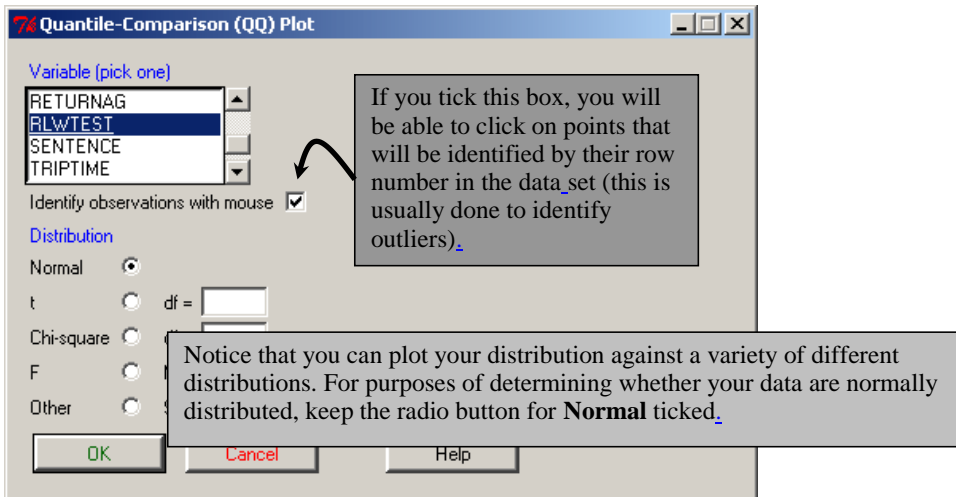 Quantile-Comparison (QQ) Plot
Variable (pick one)
RETURNAG
RLWTEST
SENTENCE
TRIPTIME
Identify observations with mouse
If you tick this box, you will
be able to click on points that
will be identified by their row
number in the data set (this is
usually done to identify
outliers).
Distribution
Normal
t df =
Chi-square
F
Other
Notice that you can plot your distribution against a variety of different
distributions. For purposes of determining whether your data are normally
distributed, keep the radio button for Normal ticked.
OK Cancel Help